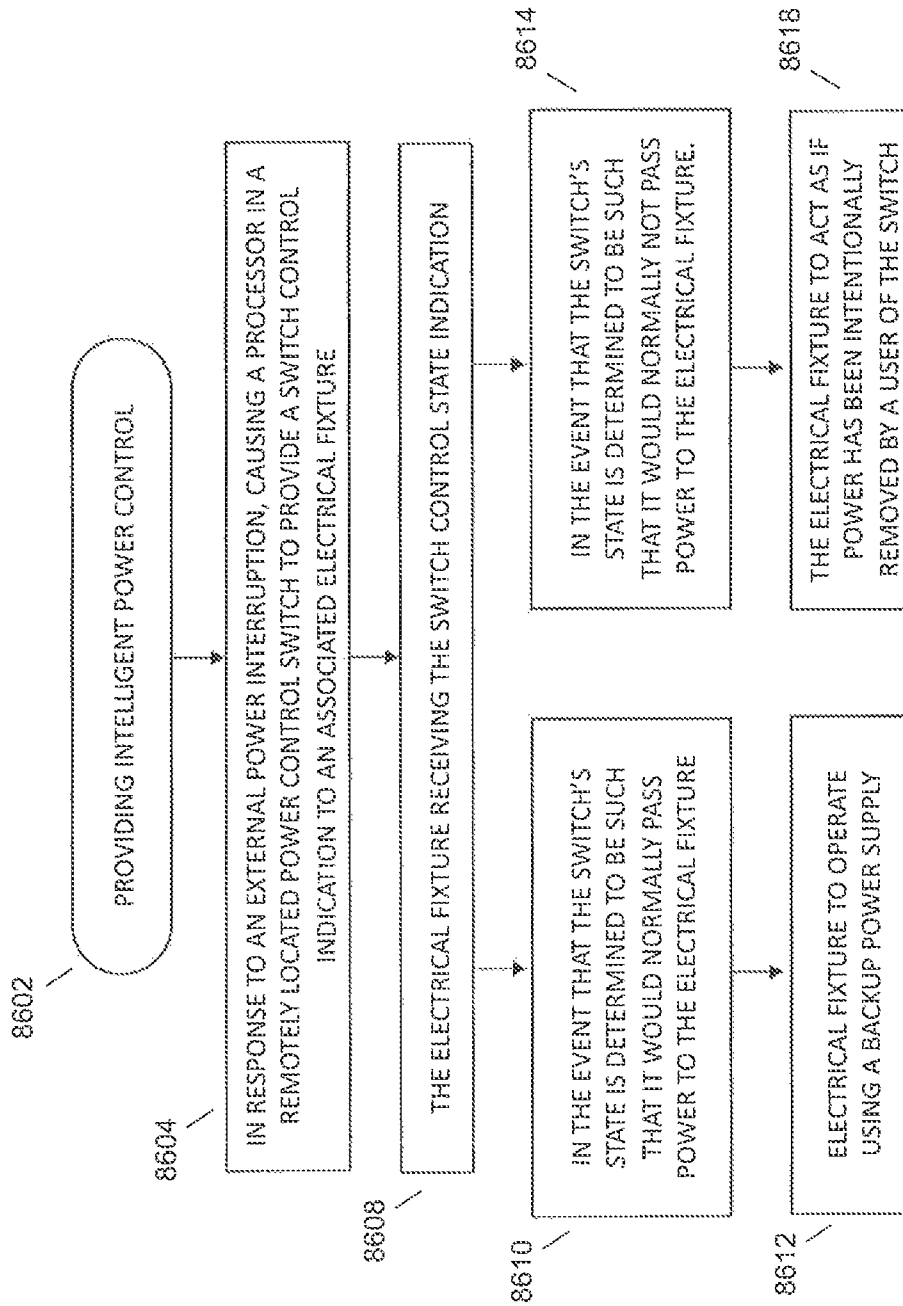 8602
PROVIDING INTELLIGENT POWER CONTROL
8604
IN RESPONSE TO AN EXTERNAL POWER INTERRUPTION, CAUSING A PROCESSOR IN A
REMOTELY LOCATED POWER CONTROL SWITCH TO PROVIDE A SWITCH CONTROL
INDICATION TO AN ASSOCIATED ELECTRICAL FIXTURE
8608
THE ELECTRICAL FIXTURE RECEIVING THE SWITCH CONTROL STATE INDICATION
8610
IN THE EVENT THAT THE SWITCH'S
STATE IS DETERMINED TO BE SUCH
THAT IT WOULD NORMALLY PASS
POWER TO THE ELECTRICAL FIXTURE
8612
ELECTRICAL FIXTURE TO OPERATE
USING A BACKUP POWER SUPPLY
8614
IN THE EVENT THAT THE SWITCH'S
STATE IS DETERMINED TO BE SUCH
THAT IT WOULD NORMALLY NOT PASS
POWER TO THE ELECTRICAL FIXTURE.
8618
THE ELECTRICAL FIXTURE TO ACT AS IF
POWER HAS BEEN INTENTIONALLY
REMOVED BY A USER OF THE SWITCH